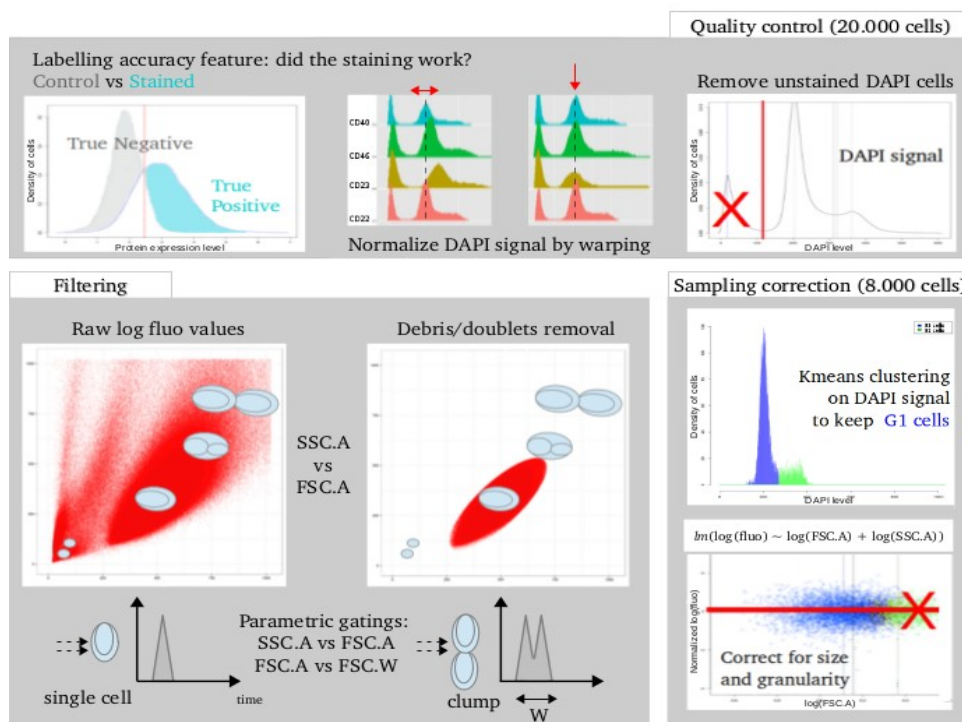 Quality control (20.000 cells)
Labelling accuracy feature: did the staining work?
Control vs Stained
True Negative
True
Positive
Density of cells
Protein expression level
CD40
CD46
CD23
CD22
Normalize DAPI signal by warping
Remove unstained DAPI cells
DAPI signal
Density of cells
DAPI level
Filtering
Raw log fluo values
Debris/doublets removal
SSC.A
vs
FSC.A
Parametric gatings:
SSC.A vs FSC.A
FSC.A vs FSC.W
single cell
time
clump
W
Sampling correction (8.000 cells)
Kmeans clustering
on DAPI signal
to keep G1 cells
Density of cells
DAPI level
lm(log(fluo) ~ log(FSC.A) + log(SSC.A))
Normalized log(fluo)
Correct for size
and granularity
log(FSC.A)